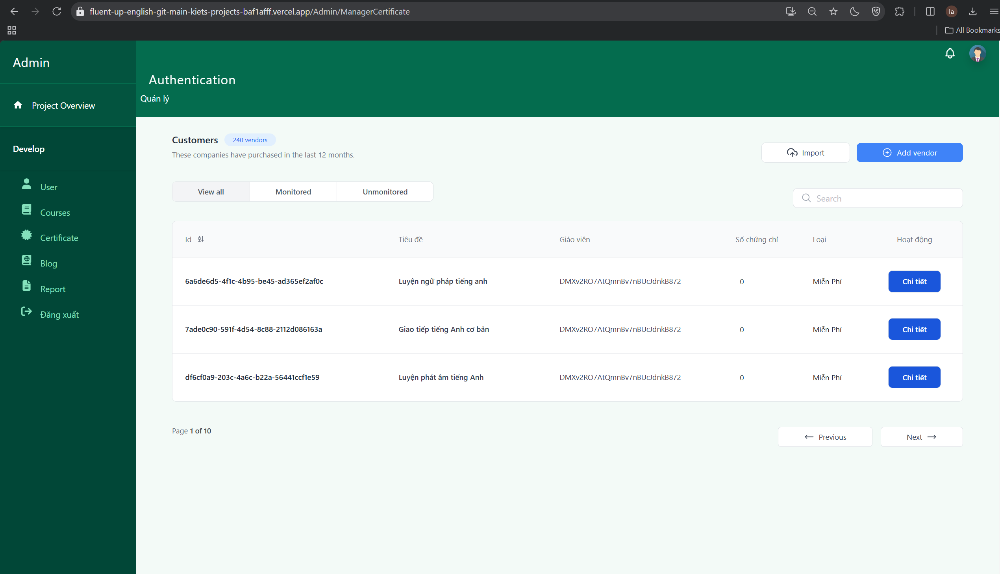 fluent-up-english-git-main-kiets-projects-baf1afff.vercel.app/Admin/ManagerCertificate
la
All Bookmarks
Admin
Project Overview
Develop
User
Courses
Certificate
Blog
Report
Đăng xuất
Authentication
Quản lý
Customers 240 vendors
These companies have purchased in the last 12 months.
Import
Add vendor
View all Monitored Unmonitored
Search
Id Tiêu đề Giáo viên Số chứng chỉ Loại Hoạt động
6a6de6d5-4f1c-4b95-be45-ad365ef2af0c Luyện ngữ pháp tiếng anh DMXv2RO7AtQmnBv7nBUcJdnkB872 0 Miễn Phí Chi tiết
7ade0c90-591f-4d54-8c88-2112d086163a Giao tiếp tiếng Anh cơ bản DMXv2RO7AtQmnBv7nBUcJdnkB872 0 Miễn Phí Chi tiết
df6cf0a9-203c-4a6c-b22a-56441ccf1e59 Luyện phát âm tiếng Anh DMXv2RO7AtQmnBv7nBUcJdnkB872 0 Miễn Phí Chi tiết
Page 1 of 10
Previous
Next